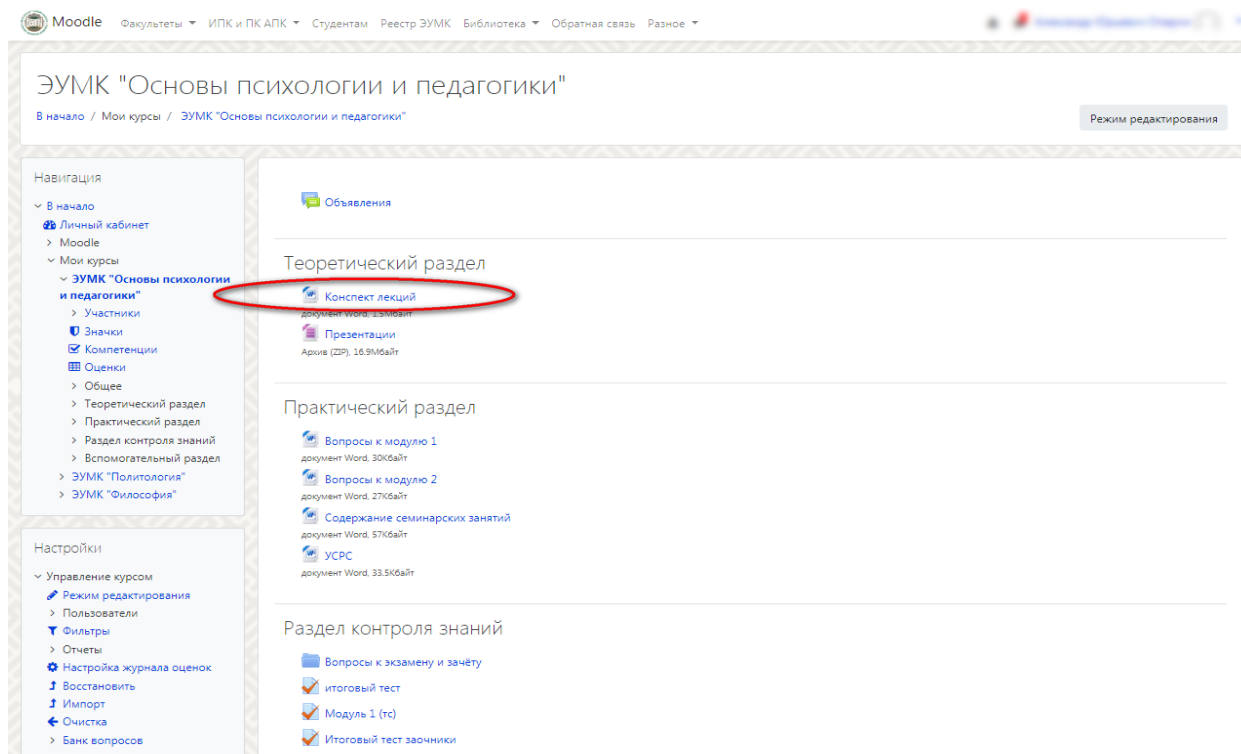 Moodle Факультеты ИПК и ПК АПК Студентам Реестр ЭУМК Библиотека Обратная связь Разное
ЭУМК "Основы психологии и педагогики"
В начало / Мои курсы / ЭУМК "Основы психологии и педагогики"
Режим редактирования
Навигация
В начало
Личный кабинет
Moodle
Мои курсы
ЭУМК "Основы психологии
и педагогики"
Участники
Значки
Компетенции
Оценки
Общее
Теоретический раздел
Практический раздел
Раздел контроля знаний
Вспомогательный раздел
ЭУМК "Политология"
ЭУМК "Философия"
Настройки
Управление курсом
Режим редактирования
Пользователи
Фильтры
Отчеты
Настройка журнала оценок
Восстановить
Импорт
Очистка
Банк вопросов
Объявления
Теоретический раздел
Конспект лекций
документ Word, 1.5Мбайт
Презентации
Архив (ZIP), 16.9Мбайт
Практический раздел
Вопросы к модулю 1
документ Word, 30Кбайт
Вопросы к модулю 2
документ Word, 27Кбайт
Содержание семинарских занятий
документ Word, 57Кбайт
УСРС
документ Word, 33.5Кбайт
Раздел контроля знаний
Вопросы к экзамену и зачёту
итоговый тест
Модуль 1 (тс)
Итоговый тест заочники